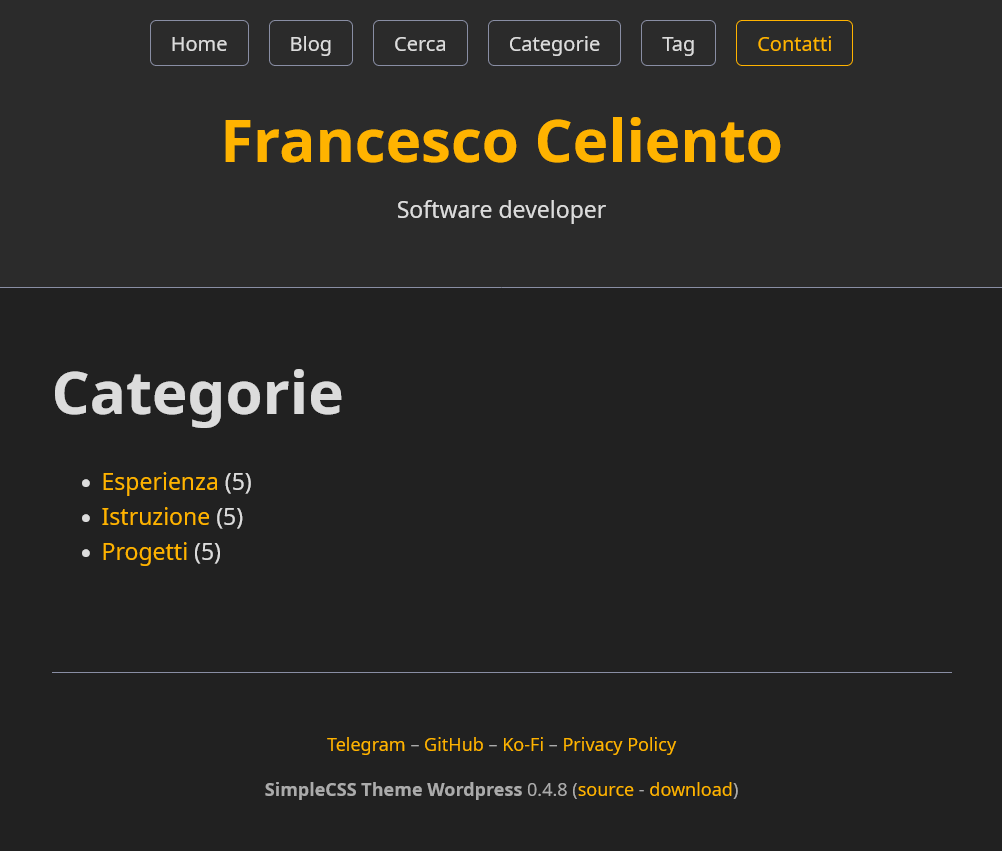 Home Blog Cerca Categorie Tag Contatti
Francesco Celiento
Software developer
Categorie
Esperienza (5)
Istruzione (5)
Progetti (5)
Telegram – GitHub – Ko-Fi – Privacy Policy
SimpleCSS Theme Wordpress 0.4.8 (source - download)